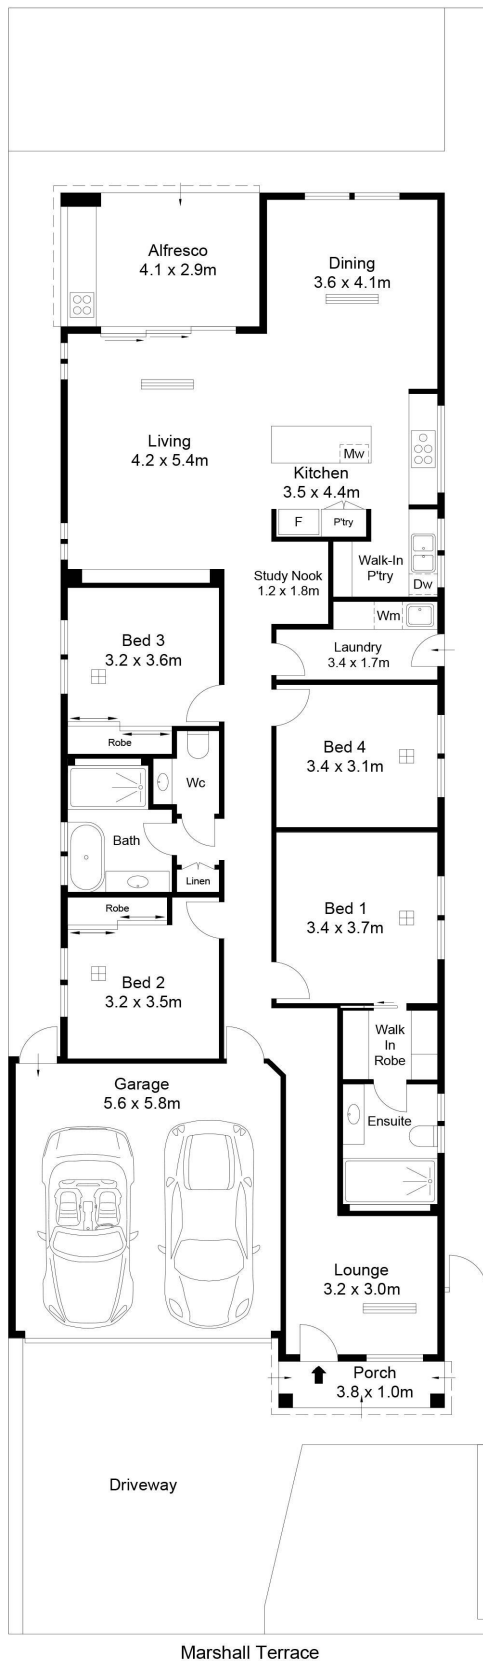 Alfresco
4.1 x 2.9m
Dining
3.6 x 4.1m
Living
4.2 x 5.4m
Mw
Kitchen
3.5 x 4.4m
F
P'try
Walk-In
P'try
Dw
Study Nook
1.2 x 1.8m
Wm
Laundry
3.4 x 1.7m
Bed 3
3.2 x 3.6m
Robe
Bed 4
3.4 x 3.1m
Wc
Bath
Linen
Bed 1
3.4 x 3.7m
Robe
Bed 2
3.2 x 3.5m
Walk
In
Robe
Garage
5.6 x 5.8m
Ensuite
Lounge
3.2 x 3.0m
Porch
3.8 x 1.0m
Driveway
Marshall Terrace